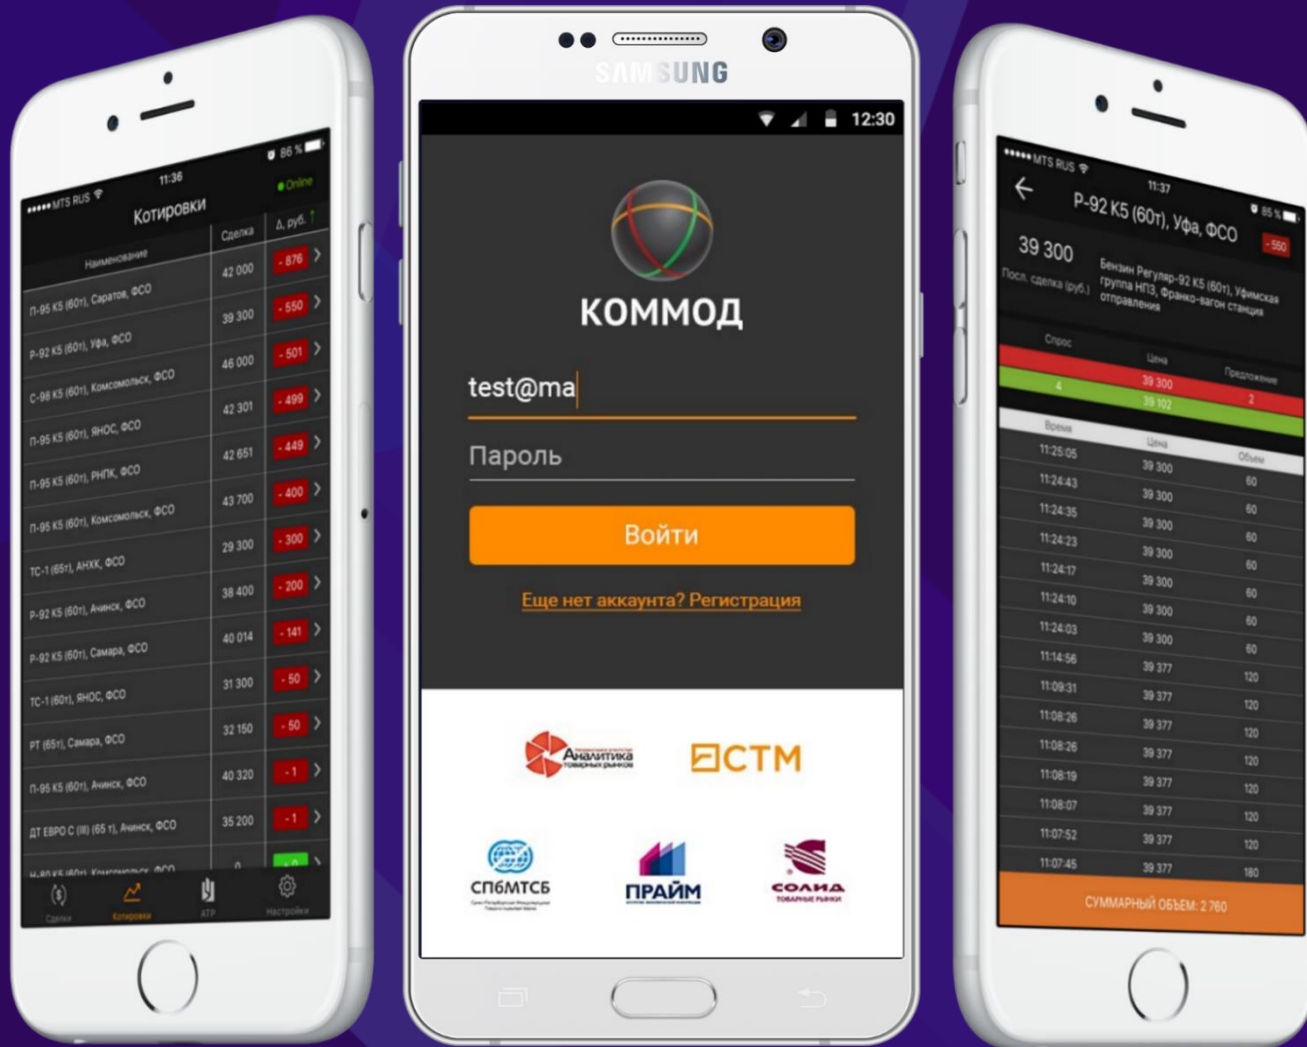 MTS RUS
11:36
86 %
Котировки
Online
Наименование
Сделка
Δ, руб. ↑
П-95 К5 (60т), Саратов, ФСО
42 000
- 876
Р-92 К5 (60т), Уфа, ФСО
39 300
- 550
С-98 К5 (60т), Комсомольск, ФСО
46 000
- 501
П-95 К5 (60т), ЯНОС, ФСО
42 301
- 499
П-95 К5 (60т), РНПК, ФСО
42 651
- 449
П-95 К5 (60т), Комсомольск, ФСО
43 700
- 400
ТС-1 (65т), АНХК, ФСО
29 300
- 300
Р-92 К5 (60т), Ачинск, ФСО
38 400
- 200
Р-92 К5 (60т), Самара, ФСО
40 014
- 141
ТС-1 (60т), ЯНОС, ФСО
31 300
- 50
РТ (65т), Самара, ФСО
32 150
- 50
П-95 К5 (60т), Ачинск, ФСО
40 320
- 1
ДТ ЕВРО С (III) (65 т), Ачинск, ФСО
35 200
- 1
Н-80 К5 (60т), Комсомольск, ФСО
0
+ 0
Сделки
Котировки
АТР
Настройки
SAMSUNG
12:30
КОММОД
test@ma
Пароль
Войти
Еще нет аккаунта? Регистрация
Аналитика
товарных рынков
СТМ
СПбМТСБ
Санкт-Петербургская Международная
Товарно-сырьевая биржа
ПРАЙМ
СОЛИД
ТОВАРНЫЕ РЫНКИ
MTS RUS
11:37
85 %
Р-92 К5 (60т), Уфа, ФСО
- 550
39 300
Посл. сделка (руб.)
Бензин Регуляр-92 К5 (60т), Уфимская
группа НПЗ, Франко-вагон станция
отправления
Спрос
Цена
Предложение
39 300
2
4
39 102
Время
Цена
Объем
11:25:05
39 300
60
11:24:43
39 300
60
11:24:35
39 300
60
11:24:23
39 300
60
11:24:17
39 300
60
11:24:10
39 300
60
11:24:03
39 300
60
11:14:56
39 377
120
11:09:31
39 377
120
11:08:26
39 377
120
11:08:26
39 377
120
11:08:19
39 377
120
11:08:07
39 377
120
11:07:52
39 377
120
11:07:45
39 377
180
СУММАРНЫЙ ОБЪЕМ: 2 760